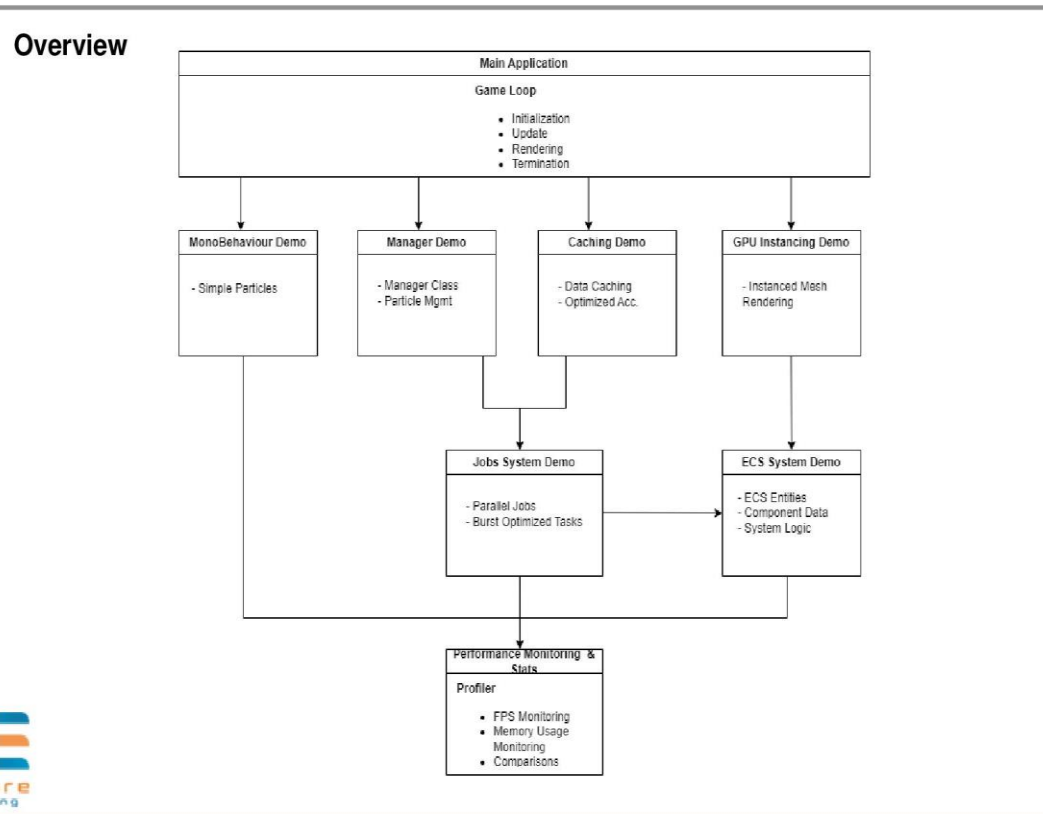 Overview
Main Application
Game Loop
• Initialization
• Update
• Rendering
• Termination
MonoBehaviour Demo
- Simple Particles
Manager Demo
- Manager Class
- Particle Mgmt
Caching Demo
- Data Caching
- Optimized Acc.
GPU Instancing Demo
- Instanced Mesh
Rendering
Jobs System Demo
- Parallel Jobs
- Burst Optimized Tasks
ECS System Demo
- ECS Entities
- Component Data
- System Logic
Performance Monitoring &
Stats
Profiler
• FPS Monitoring
• Memory Usage
Monitoring
• Comparisons